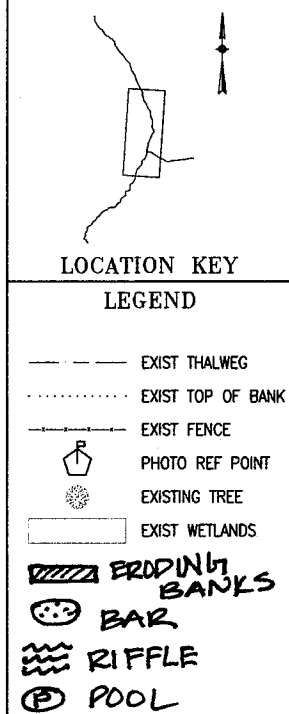 LOCATION KEY
LEGEND
EXIST THALWEG
EXIST TOP OF BANK
EXIST FENCE
PHOTO REF POINT
EXISTING TREE
EXIST WETLANDS
ERODING
BANKS
BAR
RIFFLE
P POOL